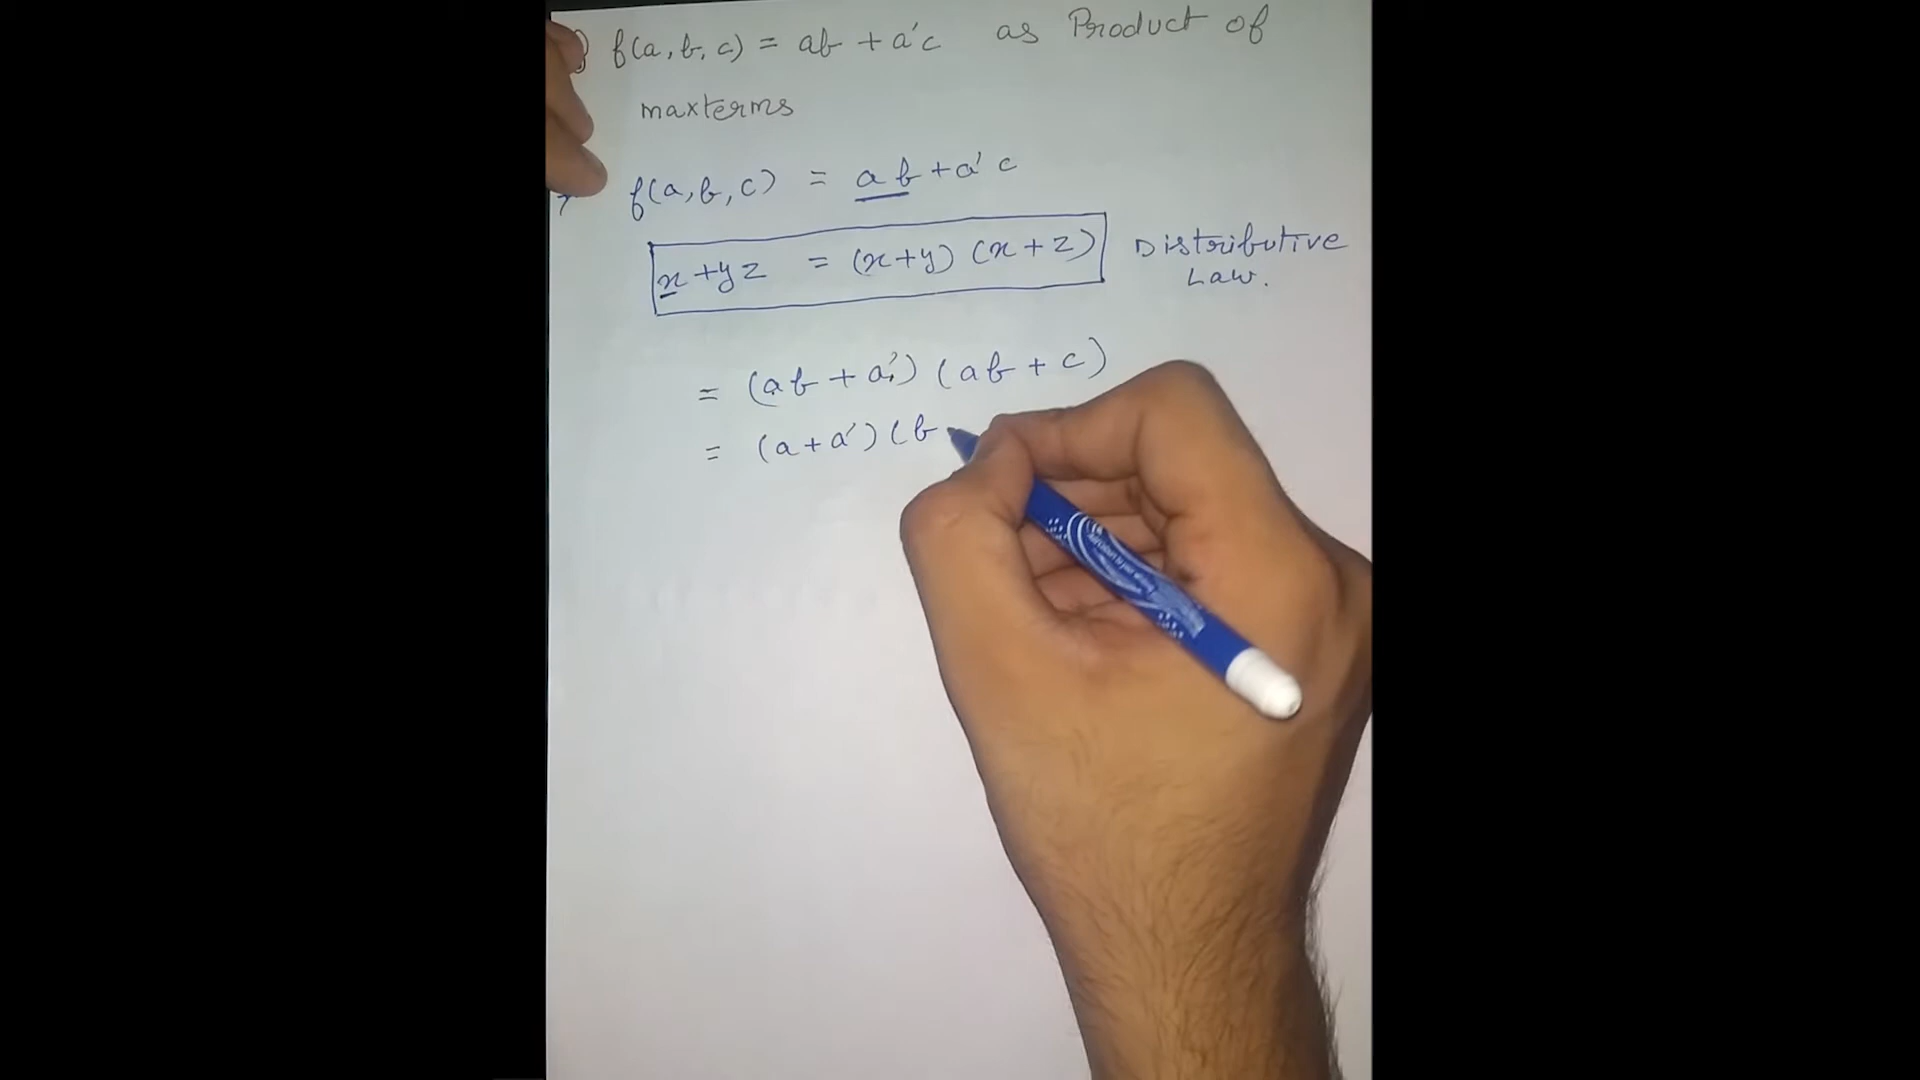 f(a, b, c) = ab + a'c as Product of
maxterms
f(a, b, c) = ab + a'c
x + yz = (x+y) (x+z) Distributive
Law.
= (ab + a') (ab + c)
= (a + a') (b